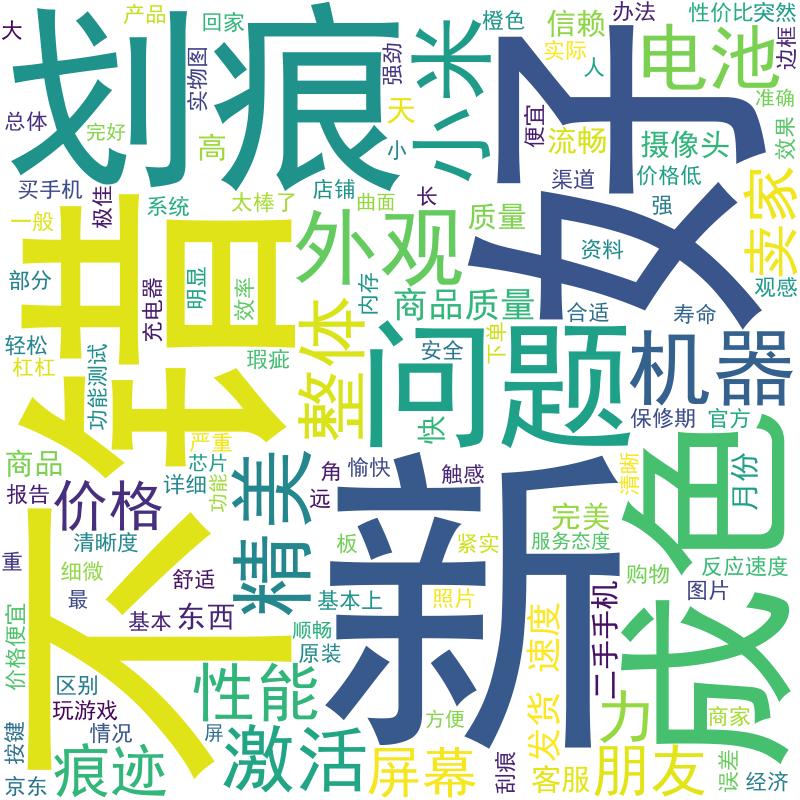 大
产品
回家
划痕
实物图
强劲
小米
橙色
信赖
办法
性价比突然
实际
人
电池
边框
总体
完好
高
天
小
好
便宜
流畅
摄像头
准确
效果
买手机
极佳
系统
太棒了
店铺
曲面
长
渠道
价格低
强
卖家
一般
不错
外观
质量
女子
资料
观感
部分
明显
效率
充电器
内存
商品质量
合适
寿命
轻松
杠杠
功能测试
瑕疵
整体
问题
安全
下单
机器
快
保修期
官方
商品
严重
芯片
详细
功能
精美
角
远
愉快
触感
新
清晰
成色
月份
报告
价格
清晰度
完美
服务态度
重
细微
舒适
板
紧实
购物
反应速度
图片
最
基本
东西
基本上
照片
二手手机
价格便宜
顺畅
原装
速度
区别
性能
玩游戏
方便
发货
力
商家
按键
情况
屏
京东
痕迹
激活
屏幕
刮痕
客服
朋友
误差
经济